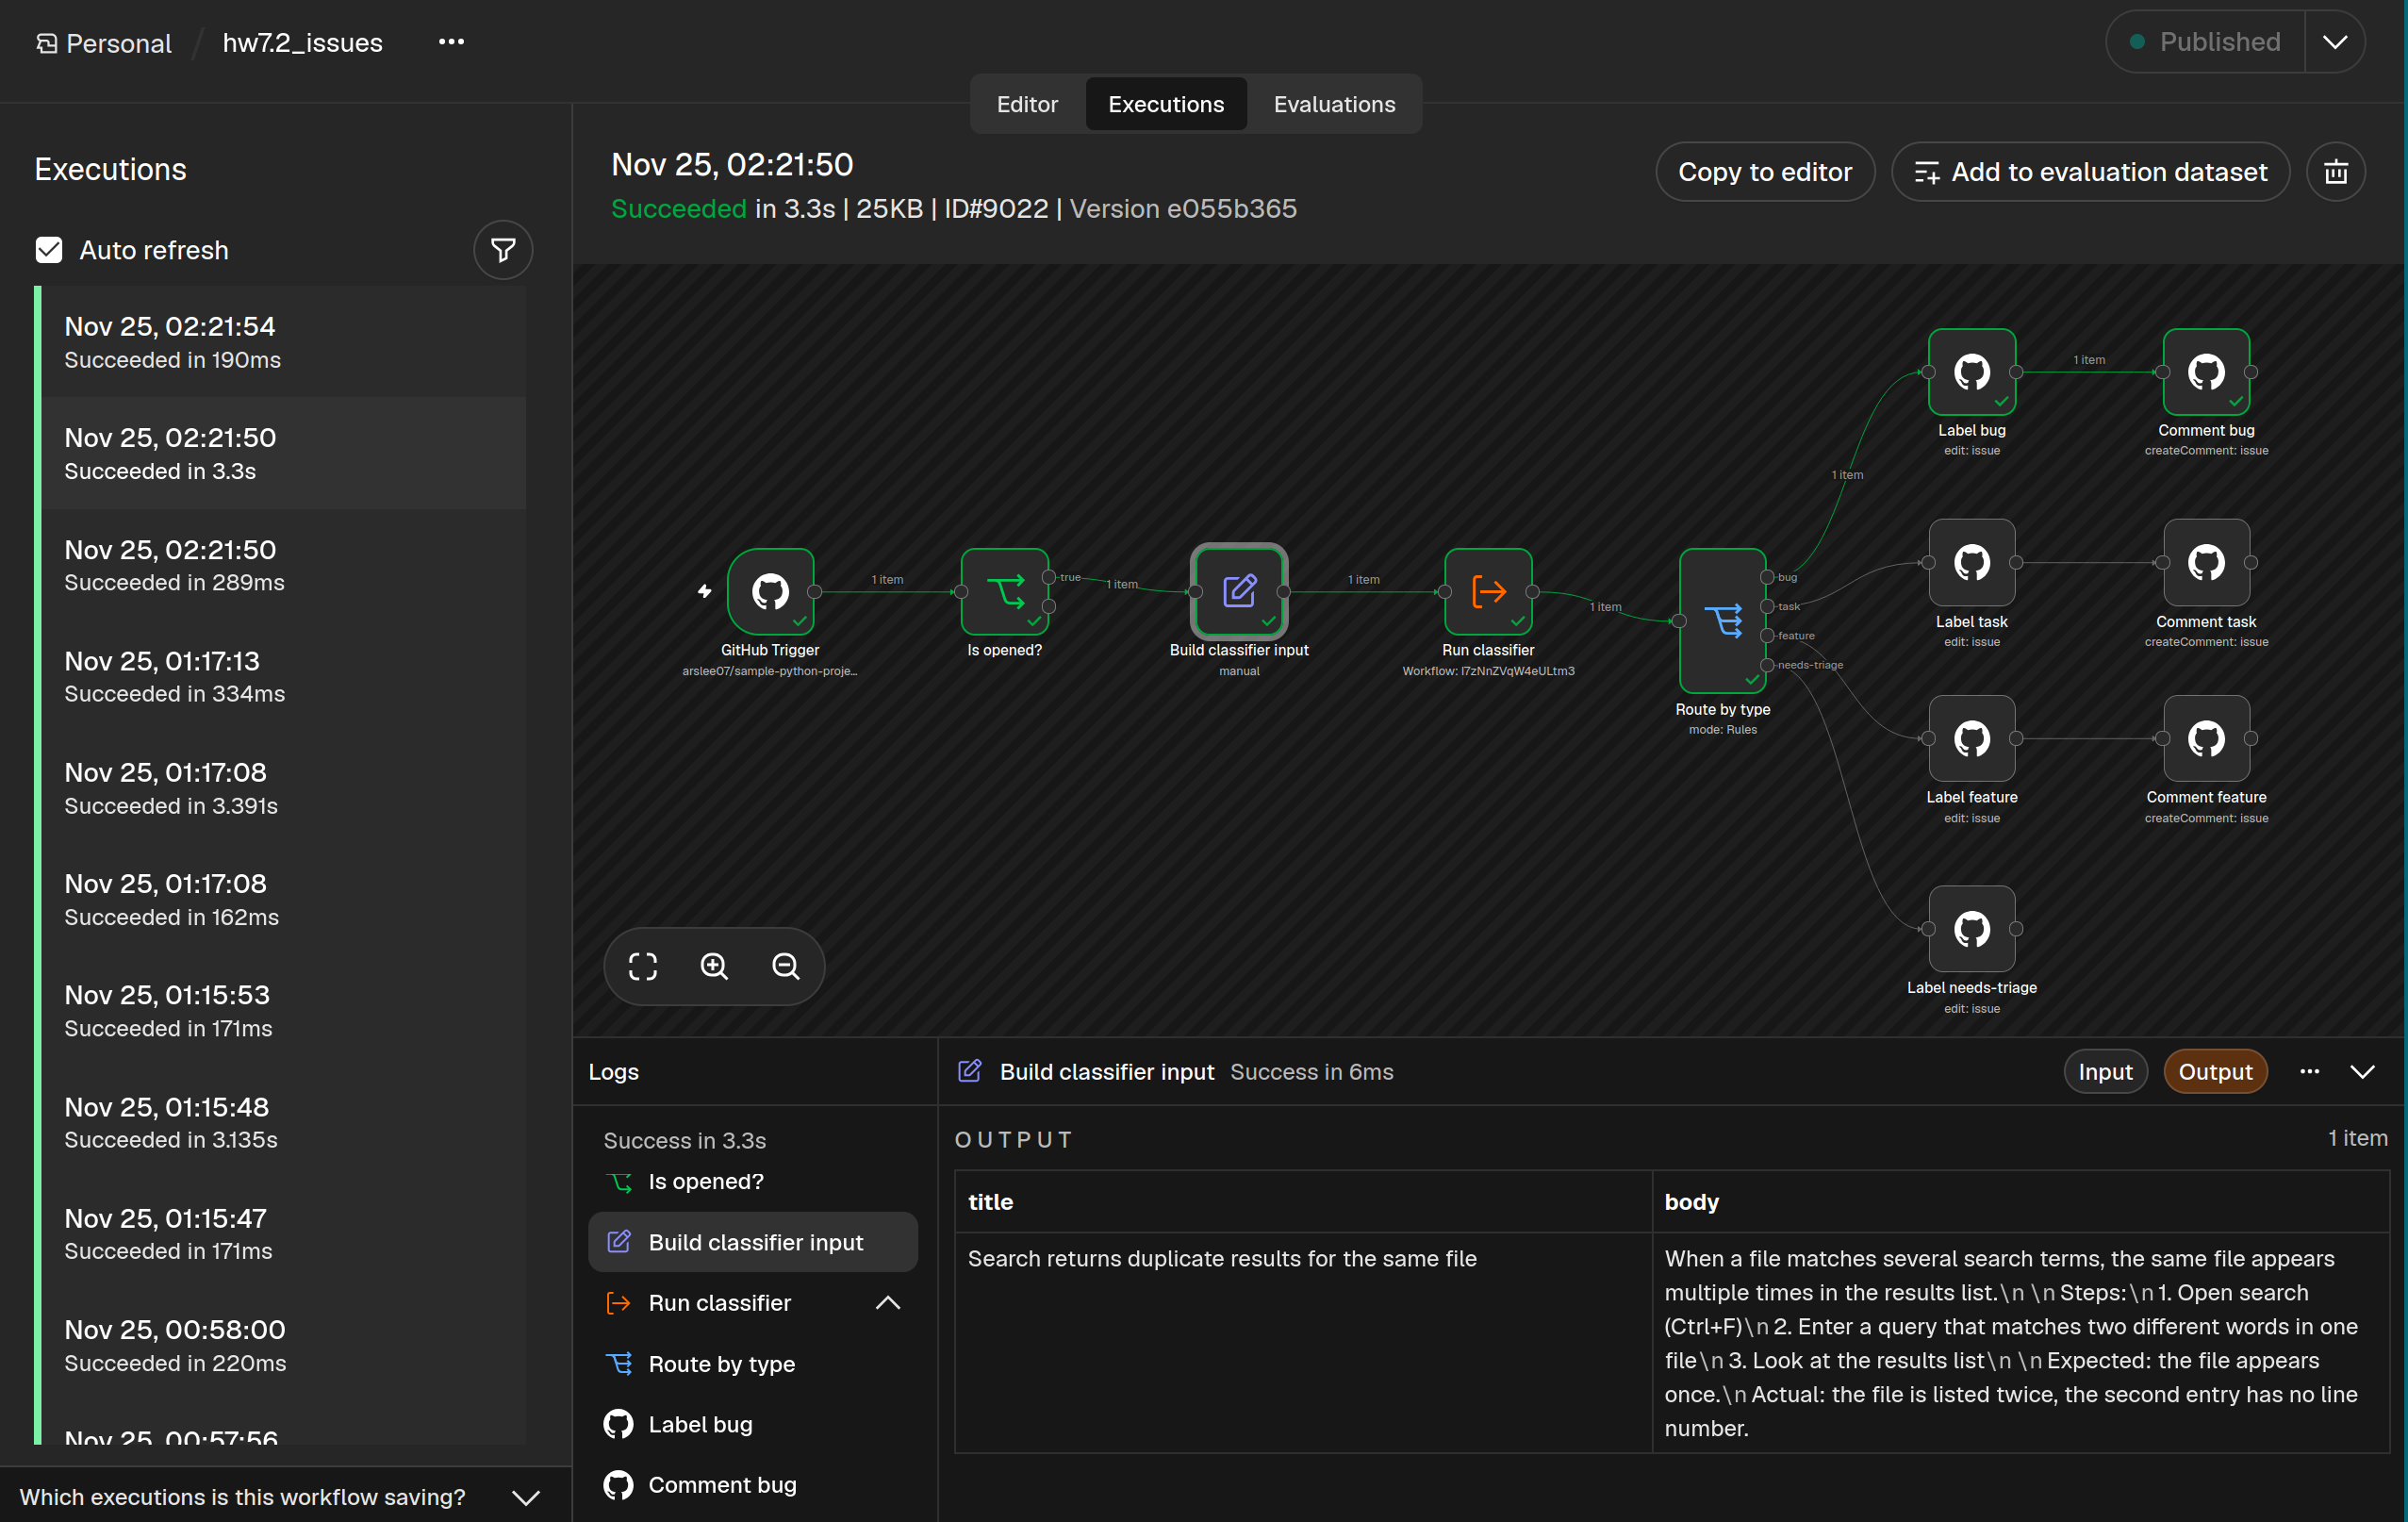 Personal / hw7.2_issues
Published
Editor
Executions
Evaluations
Executions
Auto refresh
Nov 25, 02:21:54
Succeeded in 190ms
Nov 25, 02:21:50
Succeeded in 3.3s
Nov 25, 02:21:50
Succeeded in 289ms
Nov 25, 01:17:13
Succeeded in 334ms
Nov 25, 01:17:08
Succeeded in 3.391s
Nov 25, 01:17:08
Succeeded in 162ms
Nov 25, 01:15:53
Succeeded in 171ms
Nov 25, 01:15:48
Succeeded in 3.135s
Nov 25, 01:15:47
Succeeded in 171ms
Nov 25, 00:58:00
Succeeded in 220ms
Nov 25, 00:57:56
Which executions is this workflow saving?
Nov 25, 02:21:50
Succeeded in 3.3s | 25KB | ID#9022 | Version e055b365
Copy to editor
Add to evaluation dataset
GitHub Trigger
arslee07/sample-python-proje...
1 item
Is opened?
true
1 item
Build classifier input
manual
1 item
Run classifier
Workflow: I7zNnZVqW4eULtm3
1 item
Route by type
mode: Rules
bug
task
feature
needs-triage
1 item
Label bug
edit: issue
1 item
Comment bug
createComment: issue
Label task
edit: issue
Comment task
createComment: issue
Label feature
edit: issue
Comment feature
createComment: issue
Label needs-triage
edit: issue
Logs
Success in 3.3s
Is opened?
Build classifier input
Run classifier
Route by type
Label bug
Comment bug
Build classifier input Success in 6ms
Input
Output
OUTPUT
1 item
title
body
Search returns duplicate results for the same file
When a file matches several search terms, the same file appears
multiple times in the results list.\n \n Steps:\n 1. Open search
(Ctrl+F)\n 2. Enter a query that matches two different words in one
file\n 3. Look at the results list\n \n Expected: the file appears
once.\n Actual: the file is listed twice, the second entry has no line
number.